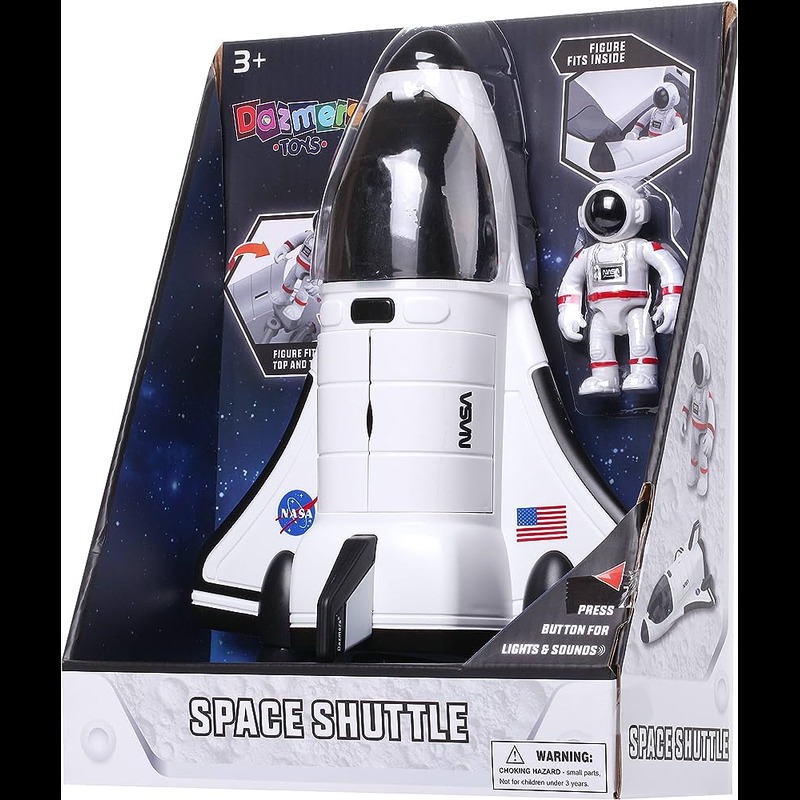 3+
FIGURE
FITS INSIDE
Dazmers
TOYS
NASA
FIGURE FIT
TOP AND
NASA
NASA
PRESS
BUTTON FOR
LIGHTS & SOUNDS
Dazmers
SPACE SHUTTLE
WARNING:
CHOKING HAZARD - small parts,
Not for children under 3 years.
SPACE SHUTTLE